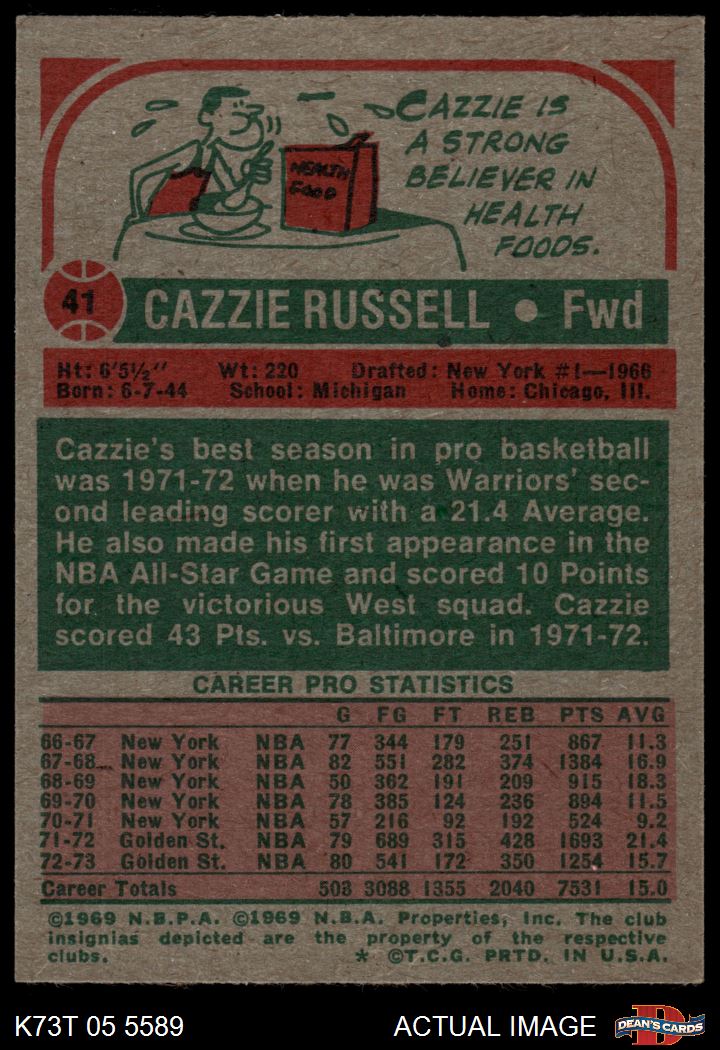 CAZZIE IS
A STRONG
BELIEVER IN
HEALTH
FOODS.
HEALTH
FOOD
41
CAZZIE RUSSELL • Fwd
Ht: 6'5½" Wt: 220 Drafted: New York #1—1966
Born: 6-7-44 School: Michigan Home: Chicago, Ill.
Cazzie's best season in pro basketball
was 1971-72 when he was Warriors' sec-
ond leading scorer with a 21.4 Average.
He also made his first appearance in the
NBA All-Star Game and scored 10 Points
for the victorious West squad. Cazzie
scored 43 Pts. vs. Baltimore in 1971-72.
CAREER PRO STATISTICS
G FG FT REB PTS AVG
66-67 New York NBA 77 344 179 251 867 11.3
67-68 New York NBA 82 551 282 374 1384 16.9
68-69 New York NBA 50 362 191 209 915 18.3
69-70 New York NBA 78 385 124 236 894 11.5
70-71 New York NBA 57 216 92 192 524 9.2
71-72 Golden St. NBA 79 689 315 428 1693 21.4
72-73 Golden St. NBA 80 541 172 350 1254 15.7
Career Totals 503 3088 1355 2040 7531 15.0
©1969 N.B.P.A. ©1969 N.B.A. Properties, Inc. The club
insignias depicted are the property of the respective
clubs. * ©T.C.G. PRTD. IN U.S.A.
K73T 05 5589 ACTUAL IMAGE
D
DEAN'S CARDS